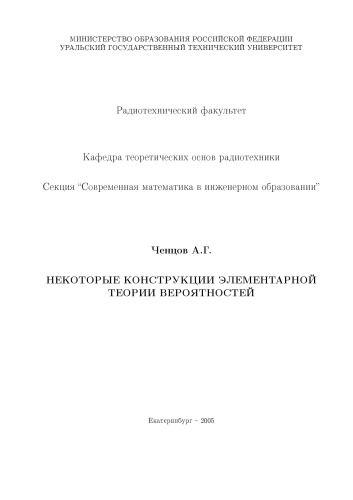 МИНИСТЕРСТВО ОБРАЗОВАНИЯ РОССИЙСКОЙ ФЕДЕРАЦИИ
УРАЛЬСКИЙ ГОСУДАРСТВЕННЫЙ ТЕХНИЧЕСКИЙ УНИВЕРСИТЕТ
Радиотехнический факультет
Кафедра теоретических основ радиотехники
Секция “Современная математика в инженерном образовании”
Ченцов А.Г.
НЕКОТОРЫЕ КОНСТРУКЦИИ ЭЛЕМЕНТАРНОЙ
ТЕОРИИ ВЕРОЯТНОСТЕЙ
Екатеринбург – 2005